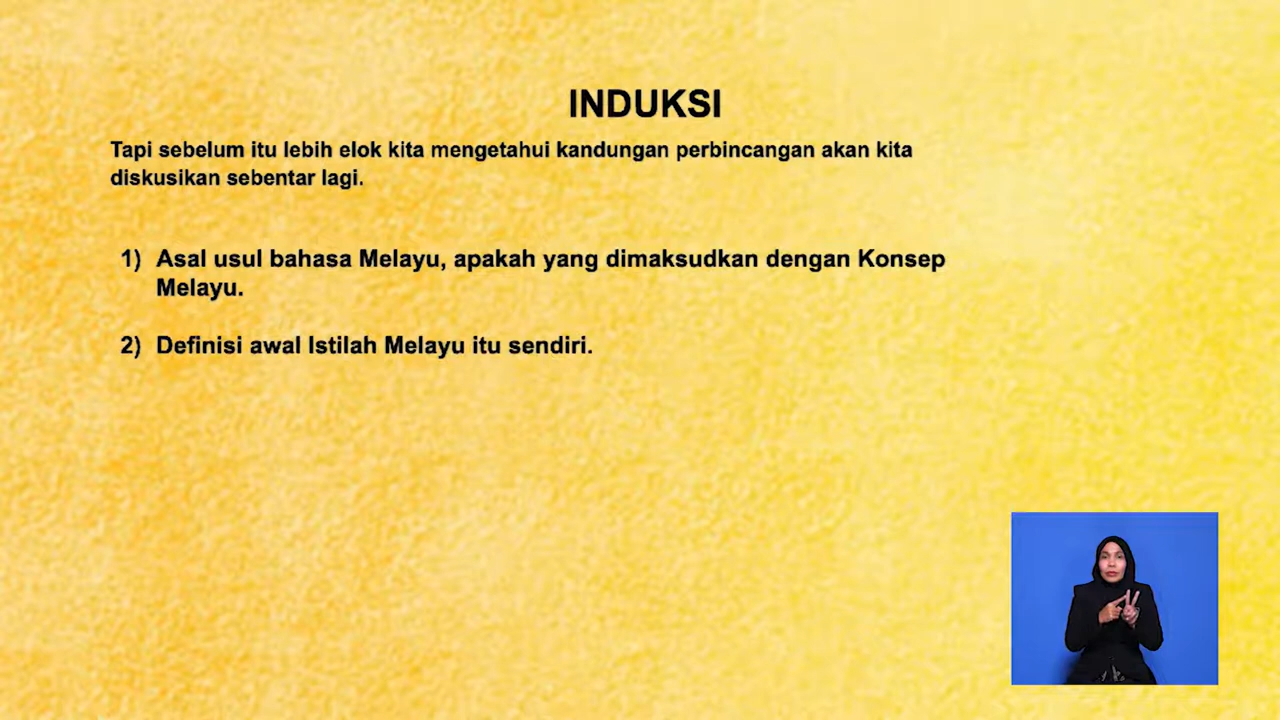 INDUKSI
Tapi sebelum itu lebih elok kita mengetahui kandungan perbincangan akan kita
diskusikan sebentar lagi.
1) Asal usul bahasa Melayu, apakah yang dimaksudkan dengan Konsep
Melayu.
2) Definisi awal Istilah Melayu itu sendiri.